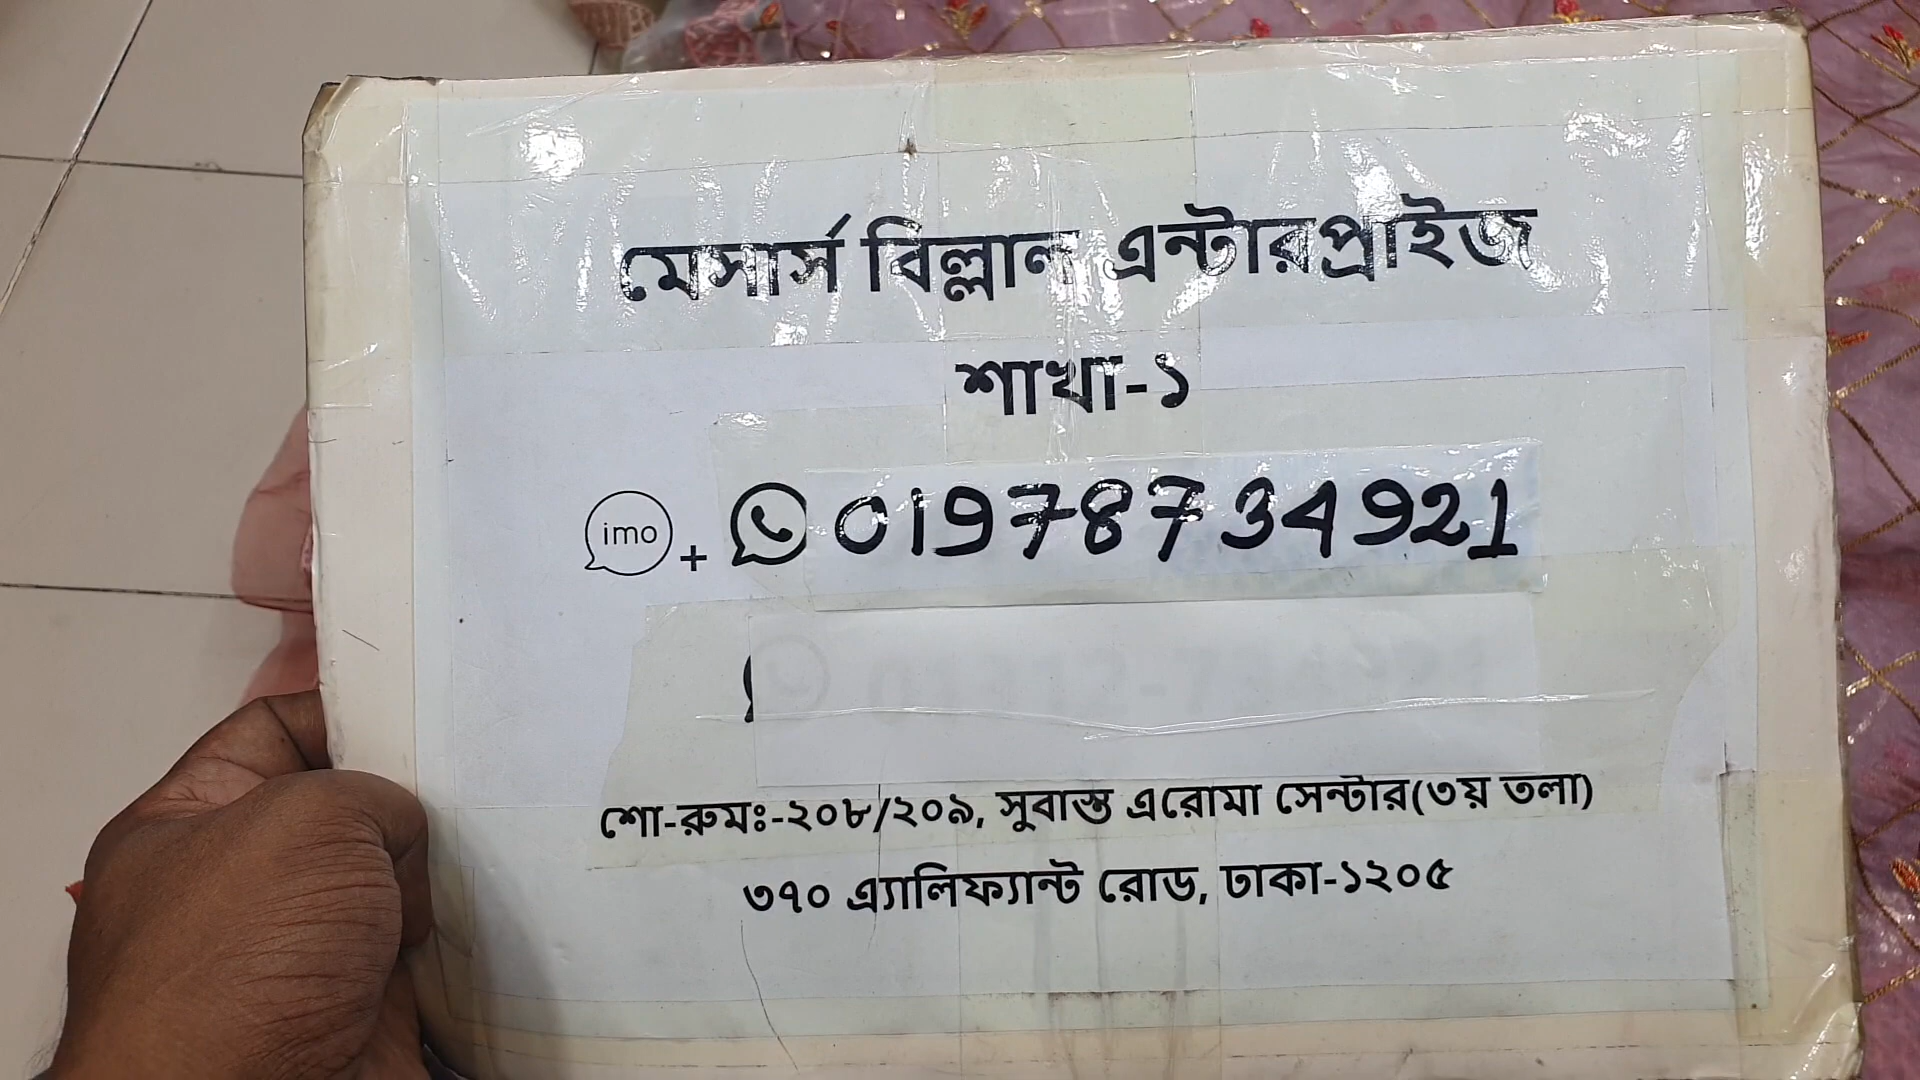 মেসার্স বিল্লাল এন্টারপ্রাইজ
শাখা-১
imo + 01978734921
শো-রুমঃ-২০৮/২০৯, সুবাস্তু এরোমা সেন্টার(৩য় তলা)
৩৭০ এ্যালিফ্যান্ট রোড, ঢাকা-১২০৫